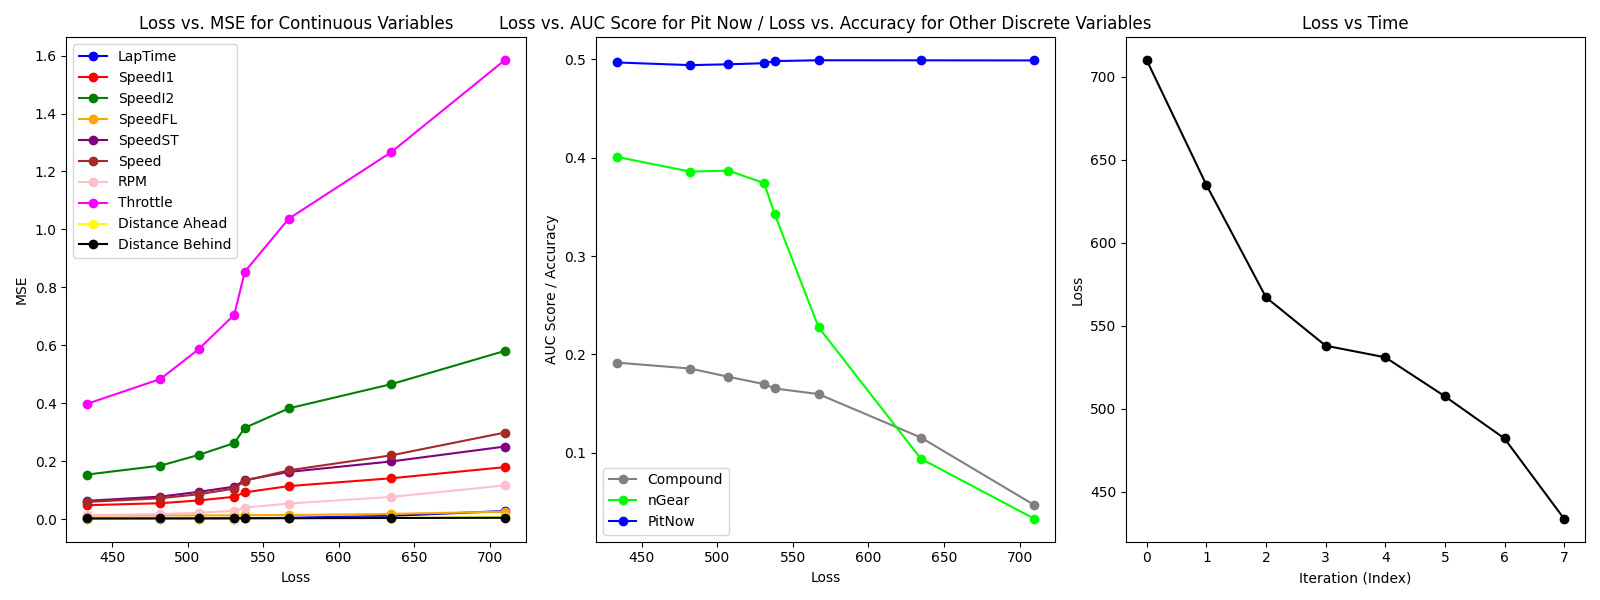 Loss vs. MSE for Continuous Variables
MSE
1.6
1.4
1.2
1.0
0.8
0.6
0.4
0.2
0.0
LapTime
SpeedI1
SpeedI2
SpeedFL
SpeedST
Speed
RPM
Throttle
Distance Ahead
Distance Behind
450 500 550 600 650 700
Loss
Loss vs. AUC Score for Pit Now / Loss vs. Accuracy for Other Discrete Variables
AUC Score / Accuracy
0.5
0.4
0.3
0.2
0.1
Compound
nGear
PitNow
450 500 550 600 650 700
Loss
Loss vs Time
Loss
700
650
600
550
500
450
0 1 2 3 4 5 6 7
Iteration (Index)